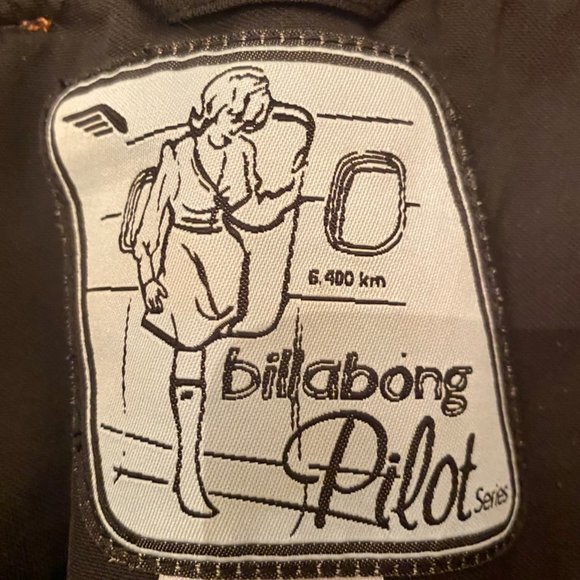 6.400 km
billabong
Pilot
Series